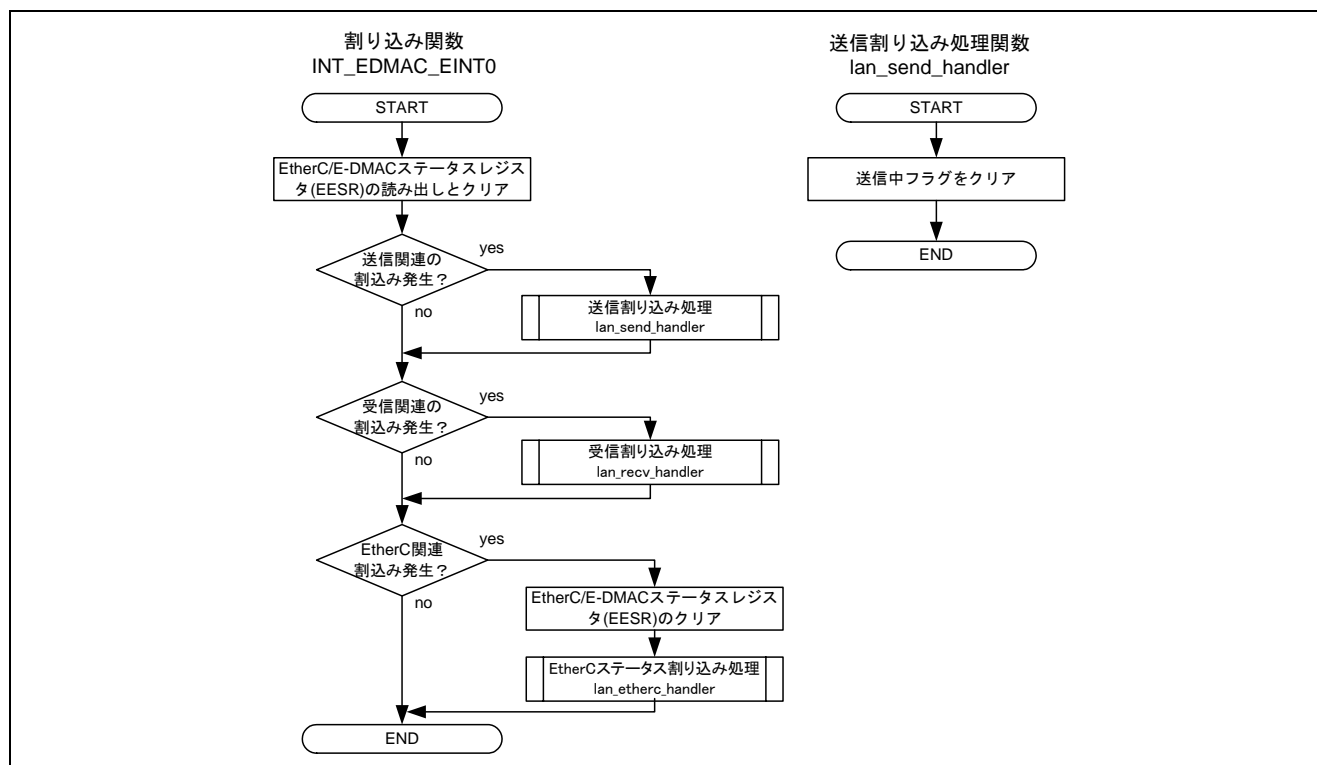 割り込み関数
INT_EDMAC_EINT0
START
EtherC/E-DMACステータスレジス
タ(EESR)の読み出しとクリア
送信関連の
割込み発生？
yes
no
送信割り込み処理
lan_send_handler
受信関連の
割込み発生？
yes
no
受信割り込み処理
lan_recv_handler
EtherC関連
割込み発生？
yes
no
EtherC/E-DMACステータスレジス
タ(EESR)のクリア
EtherCステータス割り込み処理
lan_etherc_handler
END
送信割り込み処理関数
lan_send_handler
START
送信中フラグをクリア
END